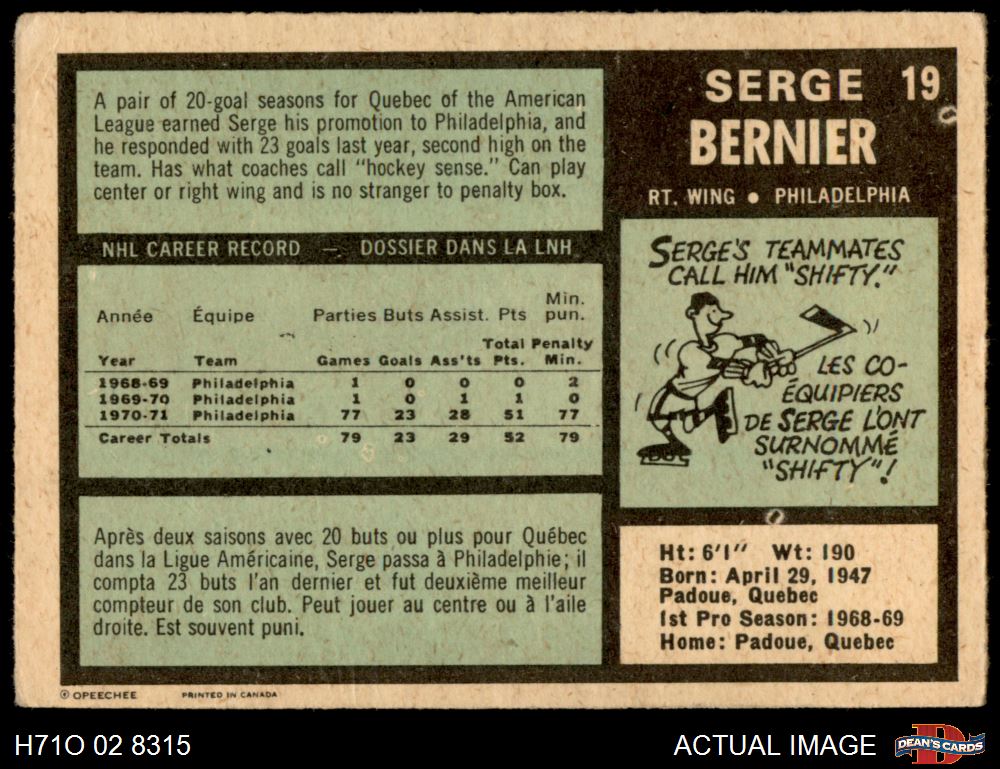 A pair of 20-goal seasons for Quebec of the American
League earned Serge his promotion to Philadelphia, and
he responded with 23 goals last year, second high on the
team. Has what coaches call "hockey sense." Can play
center or right wing and is no stranger to penalty box.
SERGE 19
BERNIER
RT. WING ● PHILADELPHIA
NHL CAREER RECORD — DOSSIER DANS LA LNH
Année Équipe Parties Buts Assist. Pts Min. pun.
Year Team Games Goals Ass'ts Total Pts. Penalty Min.
1968-69 Philadelphia 1 0 0 0 2
1969-70 Philadelphia 1 0 1 1 0
1970-71 Philadelphia 77 23 28 51 77
Career Totals 79 23 29 52 79
SERGE'S TEAMMATES
CALL HIM "SHIFTY."
LES CO-
ÉQUIPIERS
DE SERGE L'ONT
SURNOMMÉ
"SHIFTY"!
Après deux saisons avec 20 buts ou plus pour Québec
dans la Ligue Américaine, Serge passa à Philadelphie; il
compta 23 buts l'an dernier et fut deuxième meilleur
compteur de son club. Peut jouer au centre ou à l'aile
droite. Est souvent puni.
Ht: 6'1" Wt: 190
Born: April 29, 1947
Padoue, Quebec
1st Pro Season: 1968-69
Home: Padoue, Quebec
© OPEECHEE PRINTED IN CANADA
H71O 02 8315
ACTUAL IMAGE
D
DEAN'S CARDS